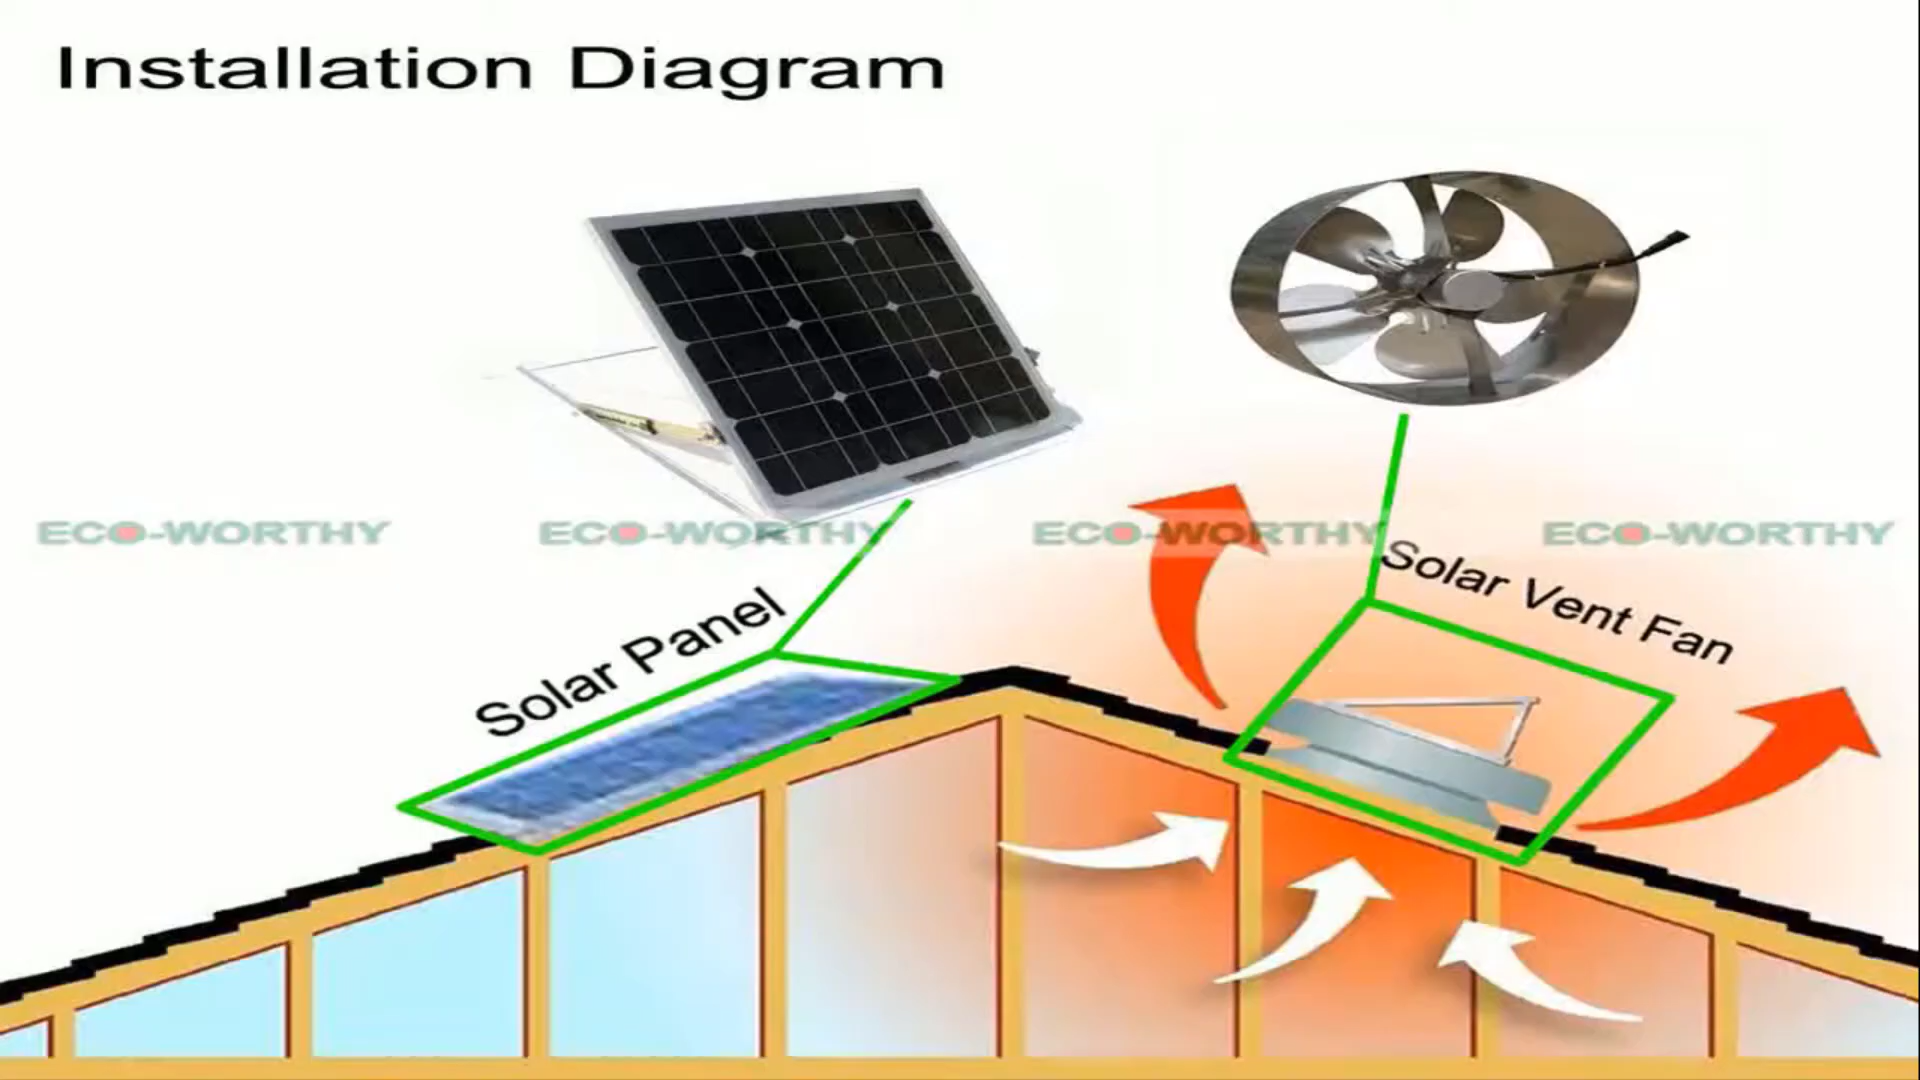 Installation Diagram
ECO-WORTHY ECO-WORTHY ECO-WORTHY ECO-WORTHY
Solar Vent Fan
Solar Panel